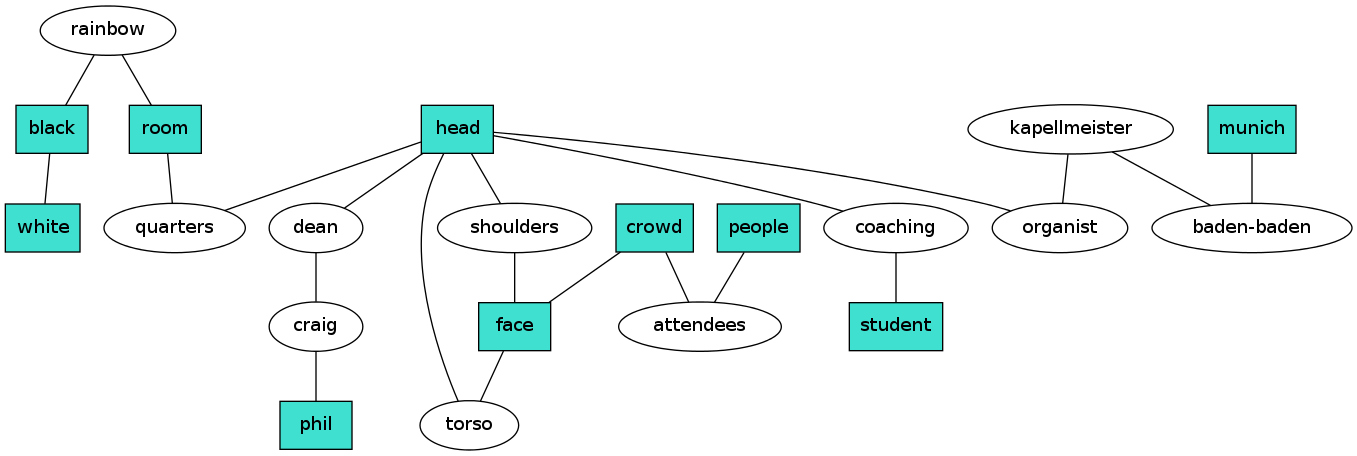 rainbow
black
room
head
kapellmeister
munich
white
quarters
dean
shoulders
crowd
people
coaching
organist
baden-baden
craig
face
attendees
student
phil
torso